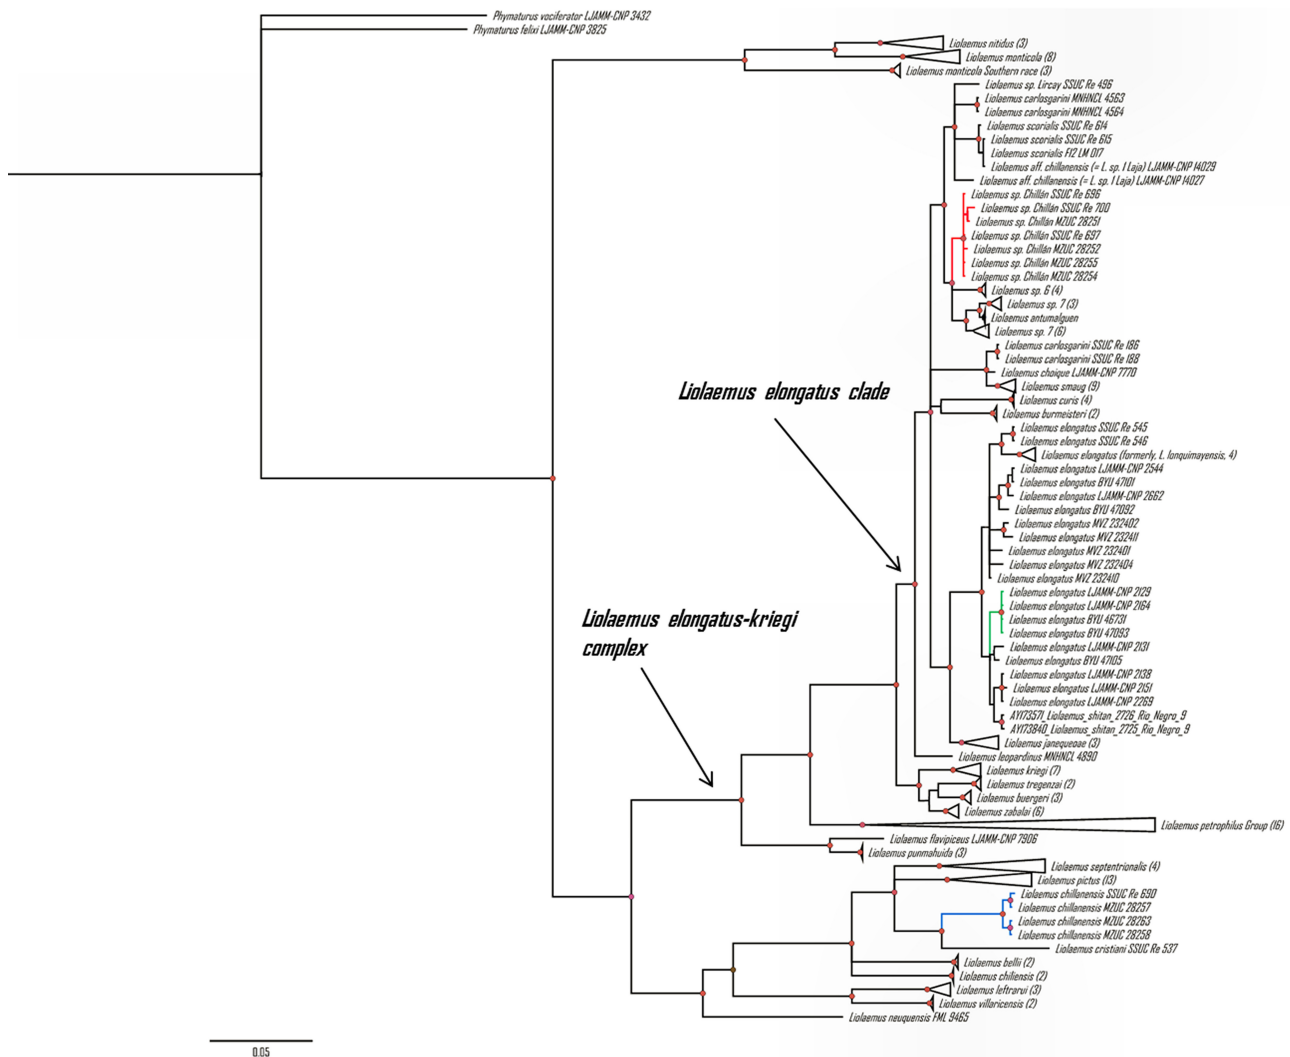 Phymaturus vociferator LJAMM-CNP 3432
Phymaturus felixi LJAMM-CNP 3825
Liolaemus nitidus (3)
Liolaemus monticola (8)
Liolaemus monticola Southern race (3)
Liolaemus sp. Lircay SSUC Re 496
Liolaemus carlosgarini MNHNCL 4563
Liolaemus carlosgarini MNHNCL 4564
Liolaemus scorialis SSUC Re 614
Liolaemus scorialis SSUC Re 615
Liolaemus scorialis F12 LM 017
Liolaemus aff. chillanensis (= L. sp. 1 Laja) LJAMM-CNP 14029
Liolaemus aff. chillanensis (= L. sp. 1 Laja) LJAMM-CNP 14027
Liolaemus sp. Chillán SSUC Re 696
Liolaemus sp. Chillán SSUC Re 700
Liolaemus sp. Chillán MZUC 28251
Liolaemus sp. Chillán SSUC Re 697
Liolaemus sp. Chillán MZUC 28252
Liolaemus sp. Chillán MZUC 28255
Liolaemus sp. Chillán MZUC 28254
Liolaemus sp. 6 (4)
Liolaemus sp. 7 (3)
Liolaemus antumalguen
Liolaemus sp. 7 (6)
Liolaemus carlosgarini SSUC Re 186
Liolaemus carlosgarini SSUC Re 188
Liolaemus choique LJAMM-CNP 7770
Liolaemus smaug (9)
Liolaemus elongatus clade
Liolaemus curis (4)
Liolaemus burmeisteri (2)
Liolaemus elongatus SSUC Re 545
Liolaemus elongatus SSUC Re 546
Liolaemus elongatus (formerly, L. lonquimayensis, 4)
Liolaemus elongatus LJAMM-CNP 2544
Liolaemus elongatus BYU 47101
Liolaemus elongatus LJAMM-CNP 2662
Liolaemus elongatus BYU 47092
Liolaemus elongatus MVZ 232402
Liolaemus elongatus MVZ 232411
Liolaemus elongatus MVZ 232401
Liolaemus elongatus MVZ 232404
Liolaemus elongatus MVZ 232410
Liolaemus elongatus LJAMM-CNP 2129
Liolaemus elongatus LJAMM-CNP 2164
Liolaemus elongatus BYU 46731
Liolaemus elongatus BYU 47093
Liolaemus elongatus-kriegi
complex
Liolaemus elongatus LJAMM-CNP 2131
Liolaemus elongatus BYU 47105
Liolaemus elongatus LJAMM-CNP 2138
Liolaemus elongatus LJAMM-CNP 2151
Liolaemus elongatus LJAMM-CNP 2269
AY173571_Liolaemus_shitan_2726_Rio_Negro_9
AY173840_Liolaemus_shitan_2725_Rio_Negro_9
Liolaemus janequeoae (3)
Liolaemus leopardinus MNHNCL 4890
Liolaemus kriegi (7)
Liolaemus tregenzai (2)
Liolaemus buergeri (3)
Liolaemus zabalai (6)
Liolaemus petrophilus Group (16)
Liolaemus flavipiceus LJAMM-CNP 7906
Liolaemus punmahuida (3)
Liolaemus septentrionalis (4)
Liolaemus pictus (13)
Liolaemus chillanensis SSUC Re 690
Liolaemus chillanensis MZUC 28257
Liolaemus chillanensis MZUC 28263
Liolaemus chillanensis MZUC 28258
Liolaemus cristiani SSUC Re 537
Liolaemus bellii (2)
Liolaemus chiliensis (2)
Liolaemus leftrarui (3)
Liolaemus villaricensis (2)
Liolaemus neuquensis FML 9465
0.05